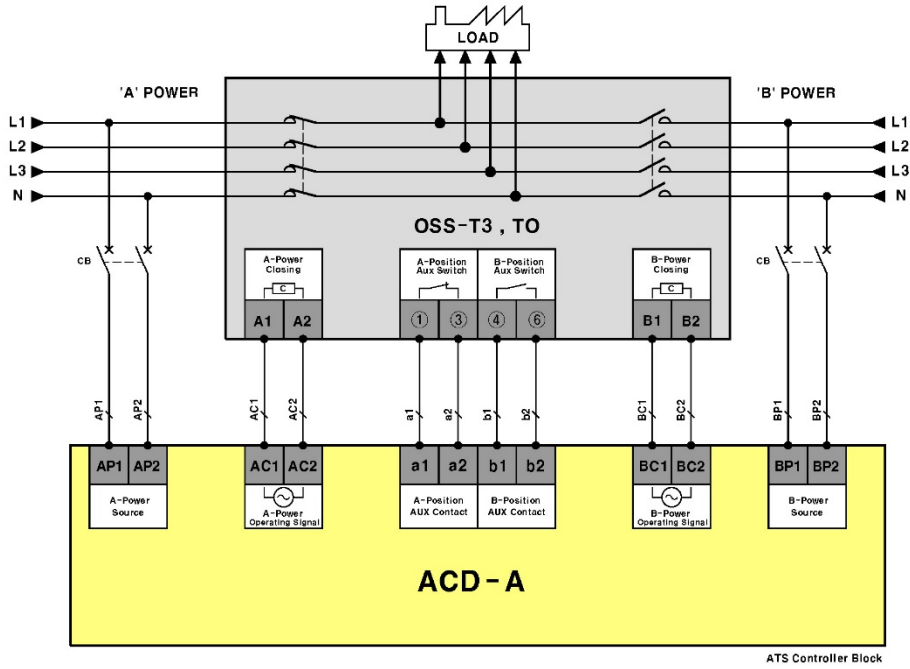 LOAD
'A' POWER
'B' POWER
L1
L1
L2
L2
L3
L3
N
N
OSS-T3 , TO
CB
CB
A-Power
Closing
A-Position
Aux Switch
B-Position
Aux Switch
B-Power
Closing
C
C
A1 A2
① ③ ④ ⑥
B1 B2
AP1
AP2
AC1
AC2
a1
a2
b1
b2
BC1
BC2
BP1
BP2
AP1 AP2
AC1 AC2
a1 a2 b1 b2
BC1 BC2
BP1 BP2
A-Power
Source
A-Power
Operating Signal
A-Position
AUX Contact
B-Position
AUX Contact
B-Power
Operating Signal
B-Power
Source
ACD-A
ATS Controller Block